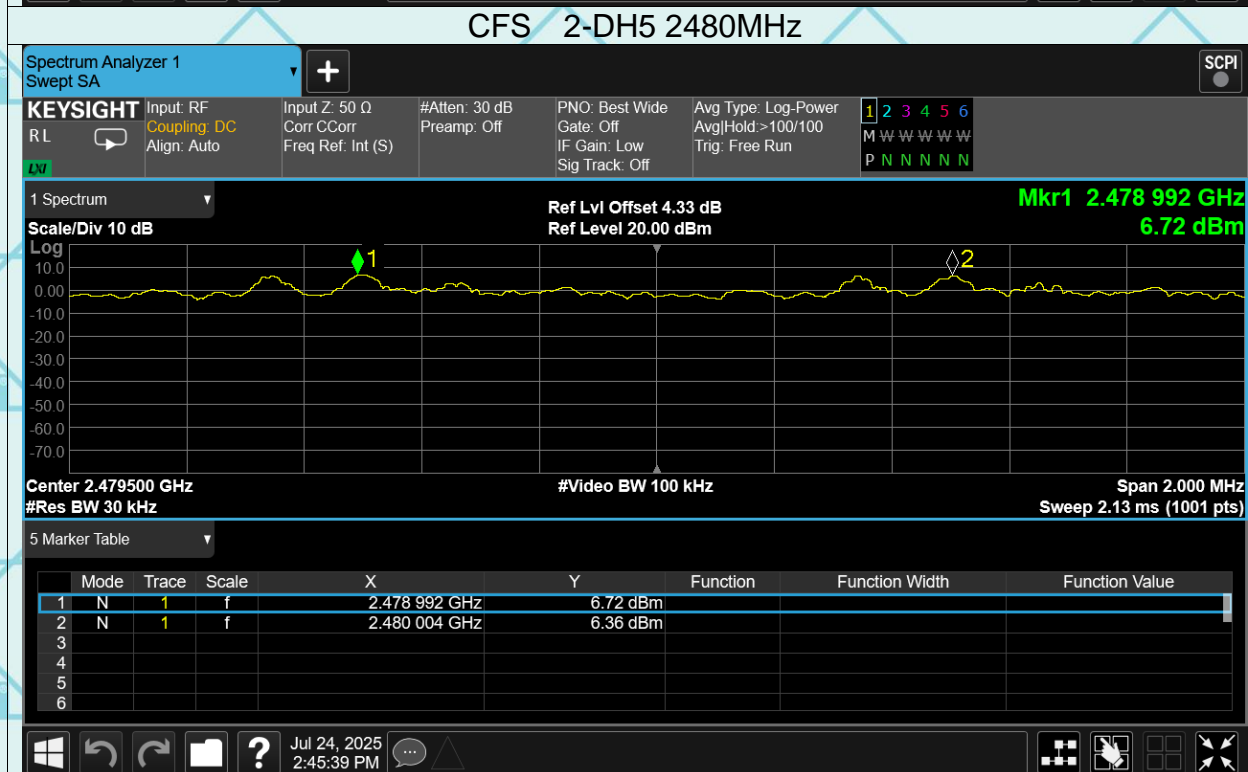 CFS 2-DH5 2480MHz
Spectrum Analyzer 1
Swept SA
+
SCPI
KEYSIGHT
R L
LXI
Input: RF
Coupling: DC
Align: Auto
Input Z: 50 Ω
Corr CCorr
Freq Ref: Int (S)
#Atten: 30 dB
Preamp: Off
PNO: Best Wide
Gate: Off
IF Gain: Low
Sig Track: Off
Avg Type: Log-Power
Avg|Hold:>100/100
Trig: Free Run
1 2 3 4 5 6
M W W W W W
P N N N N N
1 Spectrum
Scale/Div 10 dB
Ref Lvl Offset 4.33 dB
Ref Level 20.00 dBm
Mkr1 2.478 992 GHz
6.72 dBm
Log
10.0
0.00
-10.0
-20.0
-30.0
-40.0
-50.0
-60.0
-70.0
1
2
Center 2.479500 GHz
#Video BW 100 kHz
Span 2.000 MHz
#Res BW 30 kHz
Sweep 2.13 ms (1001 pts)
5 Marker Table
Mode Trace Scale X Y Function Function Width Function Value
1 N 1 f 2.478 992 GHz 6.72 dBm
2 N 1 f 2.480 004 GHz 6.36 dBm
3
4
5
6
?
Jul 24, 2025
2:45:39 PM